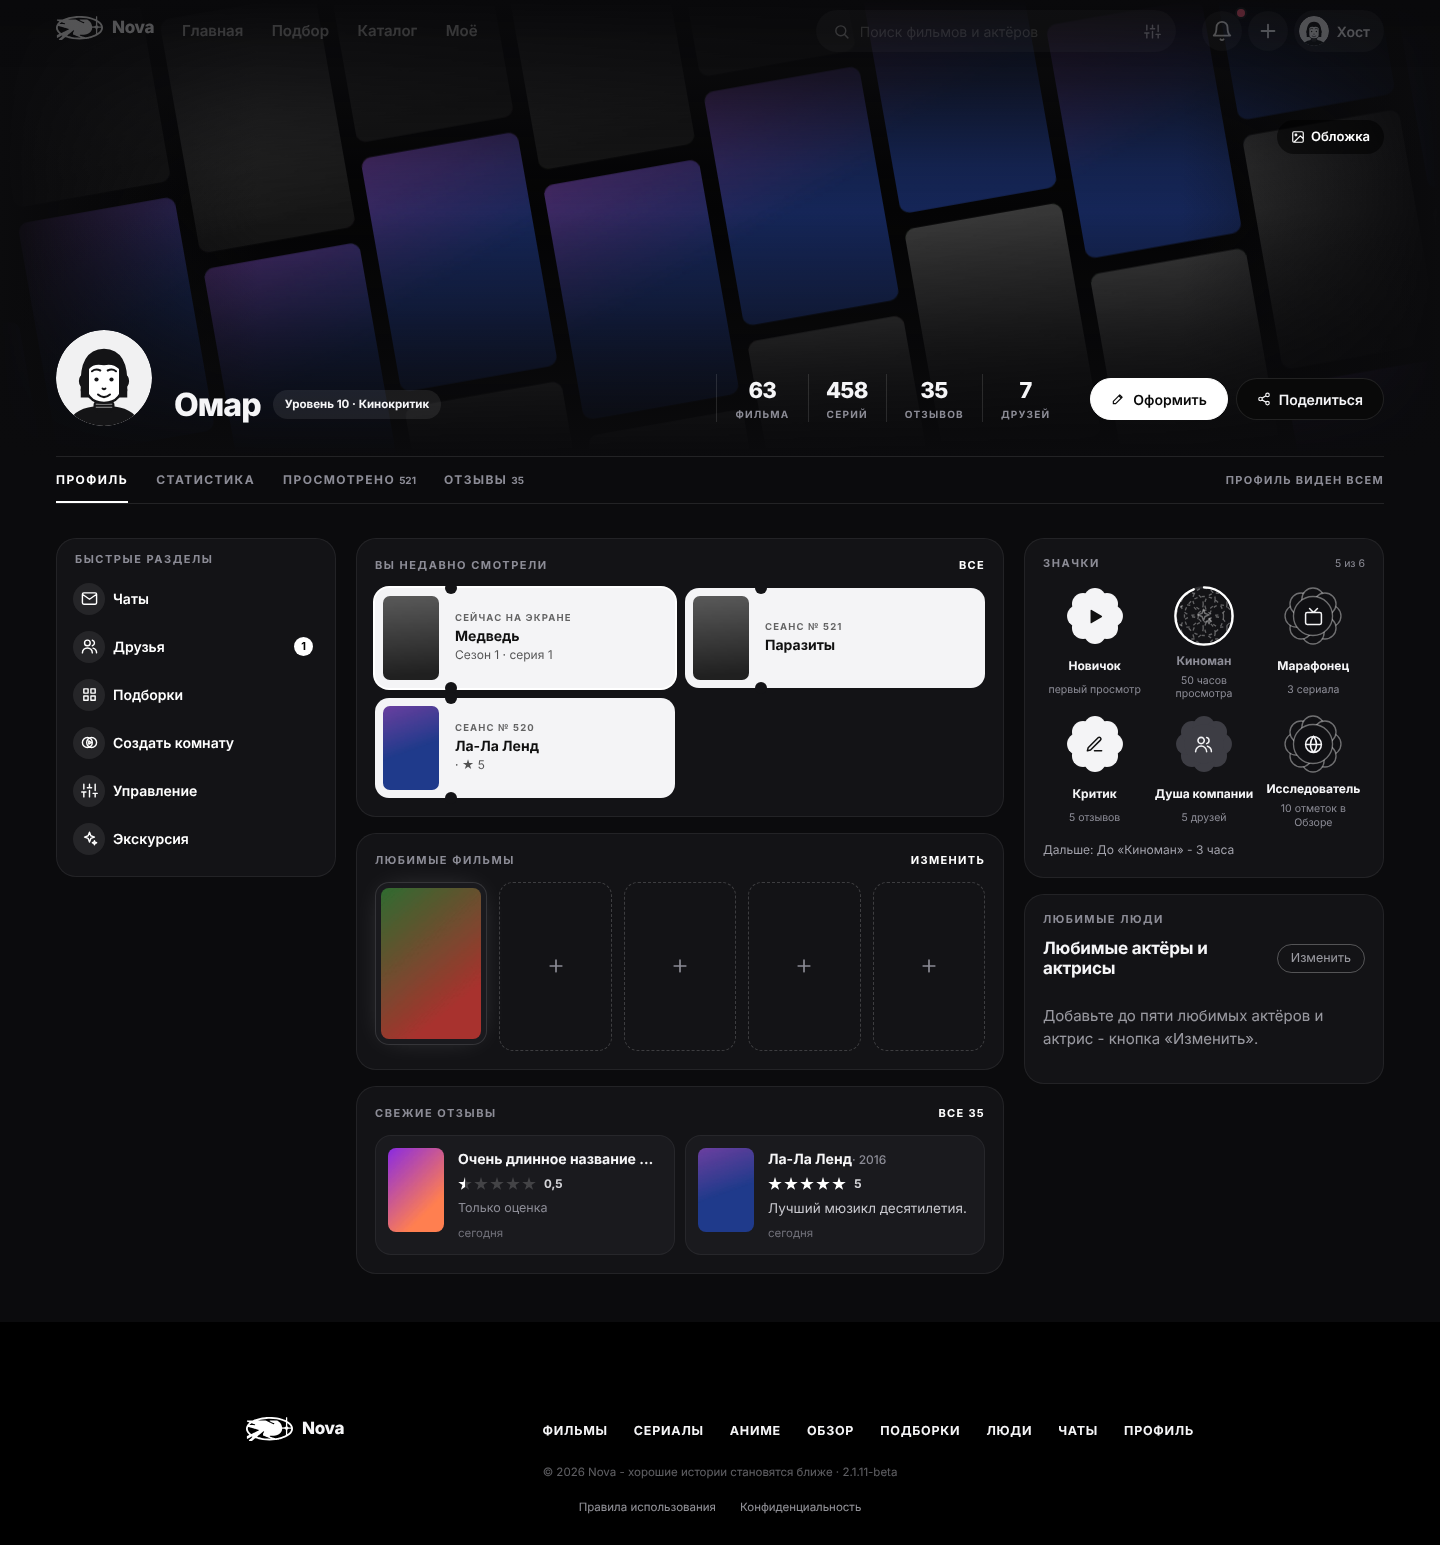 Nova
Главная
Подбор
Каталог
Моё
Поиск фильмов и актёров
Хост
Обложка
Омар
Уровень 10 · Кинокритик
63
ФИЛЬМА
458
СЕРИЙ
35
ОТЗЫВОВ
7
ДРУЗЕЙ
Оформить
Поделиться
ПРОФИЛЬ
СТАТИСТИКА
ПРОСМОТРЕНО 521
ОТЗЫВЫ 35
ПРОФИЛЬ ВИДЕН ВСЕМ
БЫСТРЫЕ РАЗДЕЛЫ
Чаты
Друзья
1
Подборки
Создать комнату
Управление
Экскурсия
ВЫ НЕДАВНО СМОТРЕЛИ
ВСЕ
СЕЙЧАС НА ЭКРАНЕ
Медведь
Сезон 1 · серия 1
СЕАНС № 521
Паразиты
СЕАНС № 520
Ла-Ла Ленд
· ★ 5
ЛЮБИМЫЕ ФИЛЬМЫ
ИЗМЕНИТЬ
СВЕЖИЕ ОТЗЫВЫ
ВСЕ 35
Очень длинное название ...
0,5
Только оценка
сегодня
Ла-Ла Ленд · 2016
5
Лучший мюзикл десятилетия.
сегодня
ЗНАЧКИ
5 из 6
Новичок
первый просмотр
Киноман
50 часов
просмотра
Марафонец
3 сериала
Критик
5 отзывов
Душа компании
5 друзей
Исследователь
10 отметок в
Обзоре
Дальше: До «Киноман» - 3 часа
ЛЮБИМЫЕ ЛЮДИ
Любимые актёры и
актрисы
Изменить
Добавьте до пяти любимых актёров и
актрис - кнопка «Изменить».
Nova
ФИЛЬМЫ
СЕРИАЛЫ
АНИМЕ
ОБЗОР
ПОДБОРКИ
ЛЮДИ
ЧАТЫ
ПРОФИЛЬ
© 2026 Nova - хорошие истории становятся ближе · 2.1.11-beta
Правила использования
Конфиденциальность